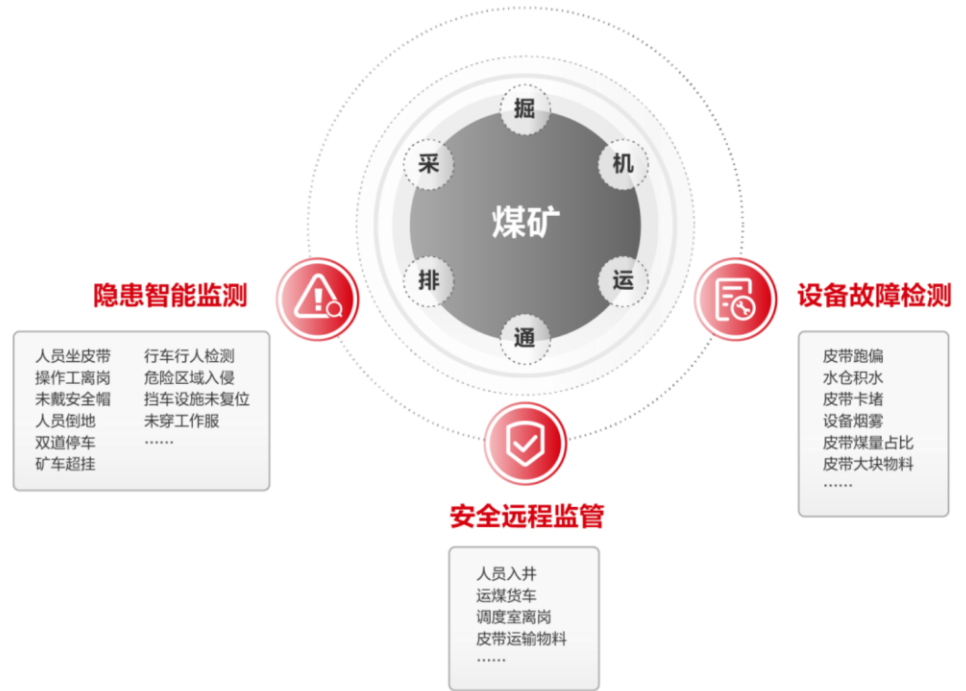 掘
采
机
煤矿
排
运
通
隐患智能监测
人员坐皮带
操作工离岗
未戴安全帽
人员倒地
双道停车
矿车超挂
行车行人检测
危险区域入侵
挡车设施未复位
未穿工作服
……
设备故障检测
皮带跑偏
水仓积水
皮带卡堵
设备烟雾
皮带煤量占比
皮带大块物料
……
安全远程监管
人员入井
运煤货车
调度室离岗
皮带运输物料
……